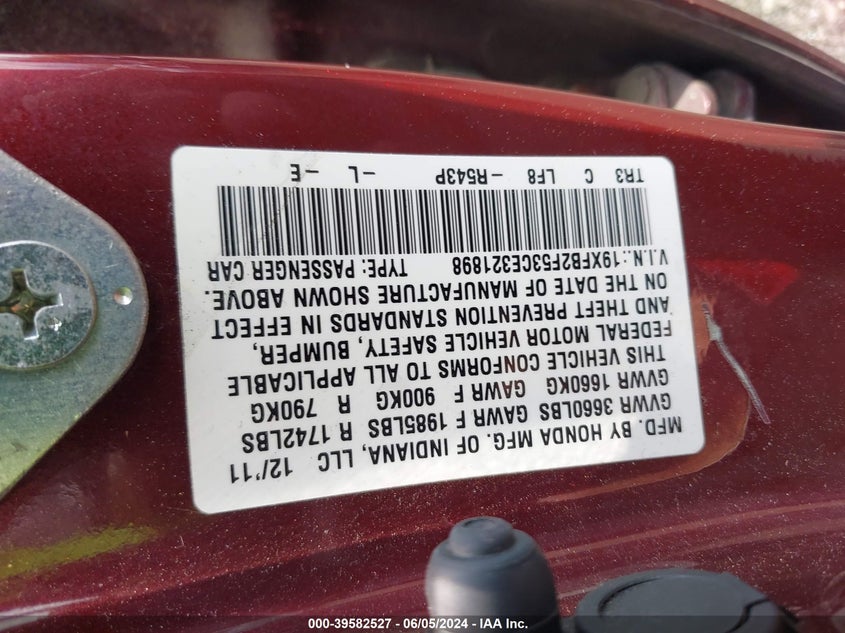 MFD. BY HONDA MFG. OF INDIANA, LLC 12/'11
GVWR 3660LBS GAWR F 1985LBS R 1742LBS
GVWR 1660KG GAWR F 900KG R 790KG
THIS VEHICLE CONFORMS TO ALL APPLICABLE
FEDERAL MOTOR VEHICLE SAFETY, BUMPER,
AND THEFT PREVENTION STANDARDS IN EFFECT
ON THE DATE OF MANUFACTURE SHOWN ABOVE.
V.I.N.:19XFB2F53CE321898 TYPE: PASSENGER CAR
TR3 C LF8 -R543P -L -E
000-39582527 - 06/05/2024 - IAA Inc.